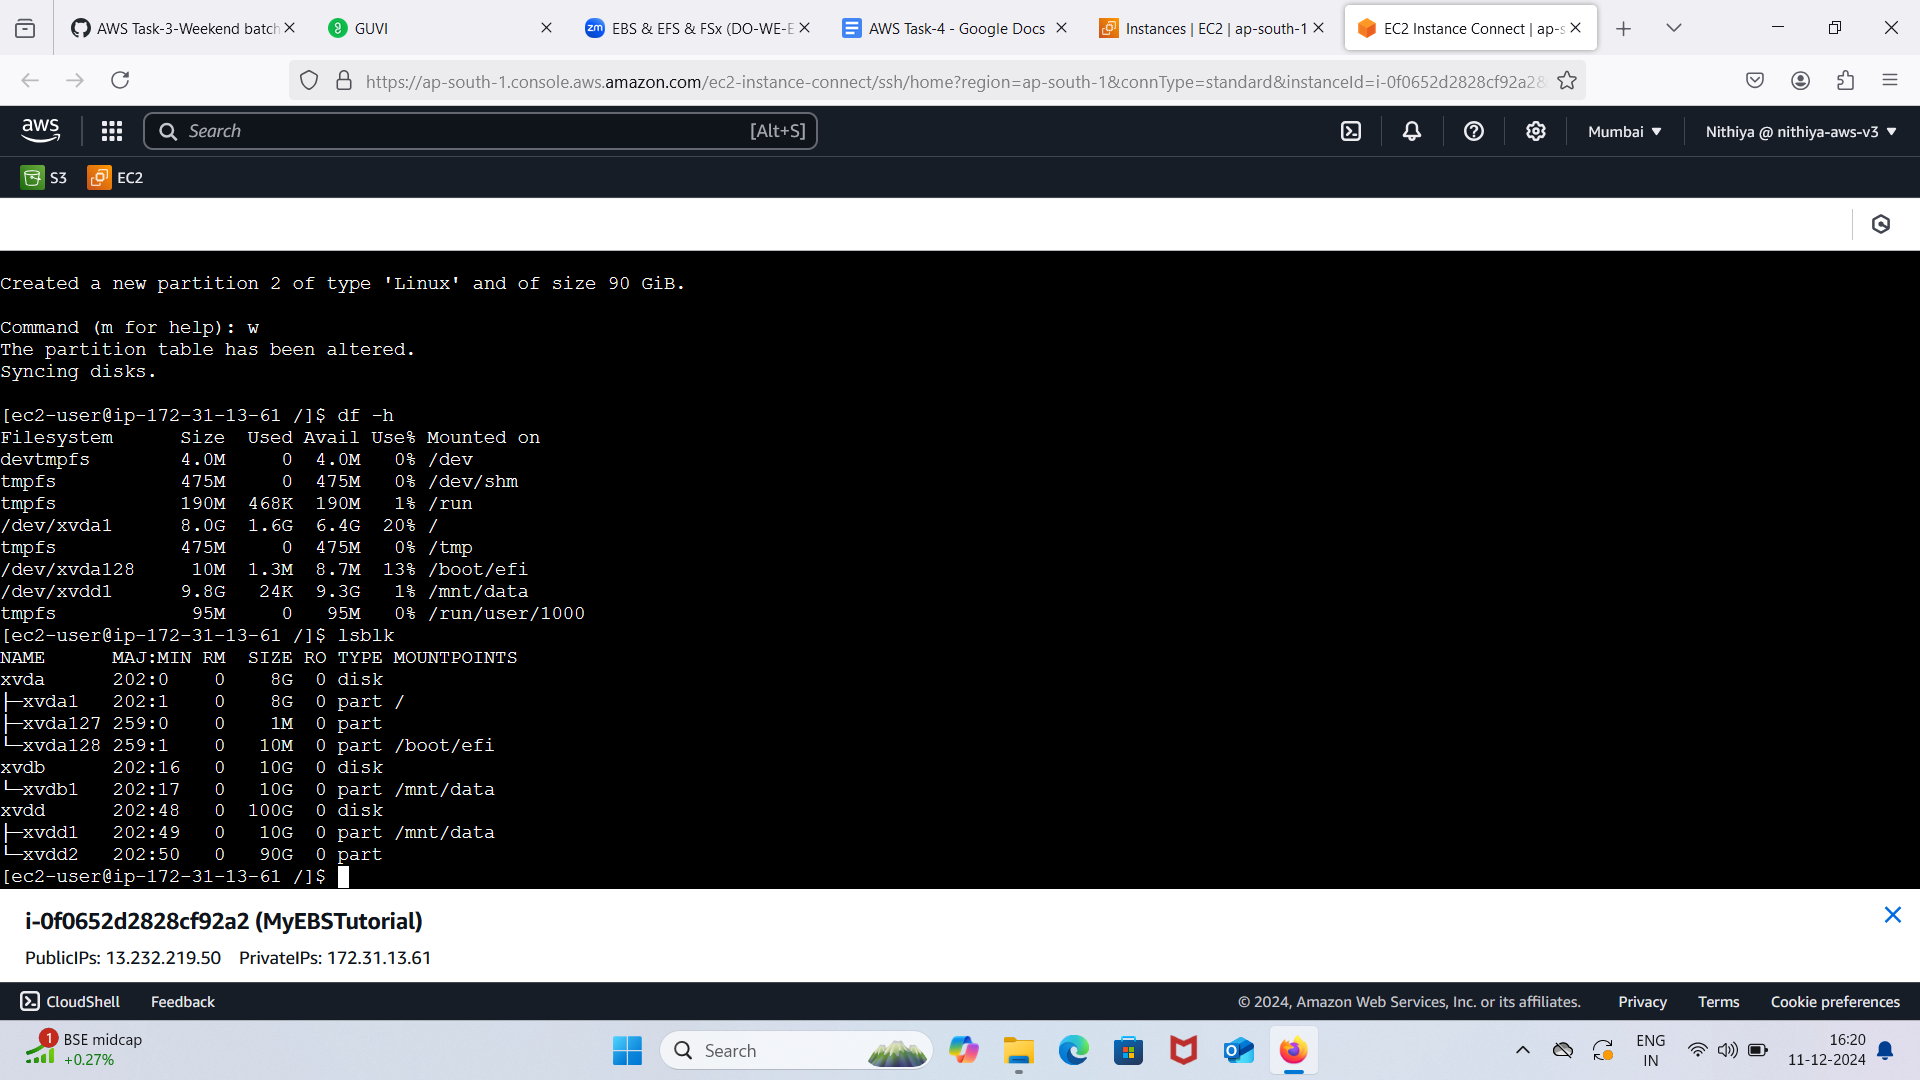 AWS Task-3-Weekend batch
GUVI
EBS & EFS & FSx (DO-WE-E
AWS Task-4 - Google Docs
Instances | EC2 | ap-south-1
EC2 Instance Connect | ap-s
https://ap-south-1.console.aws.amazon.com/ec2-instance-connect/ssh/home?region=ap-south-1&connType=standard&instanceId=i-0f0652d2828cf92a2&
aws
Search [Alt+S]
Mumbai
Nithiya @ nithiya-aws-v3
S3
EC2
Created a new partition 2 of type 'Linux' and of size 90 GiB.
Command (m for help): w
The partition table has been altered.
Syncing disks.
[ec2-user@ip-172-31-13-61 /]$ df -h
Filesystem      Size  Used Avail Use% Mounted on
devtmpfs        4.0M     0  4.0M   0% /dev
tmpfs           475M     0  475M   0% /dev/shm
tmpfs           190M  468K  190M   1% /run
/dev/xvda1      8.0G  1.6G  6.4G  20% /
tmpfs           475M     0  475M   0% /tmp
/dev/xvda128     10M  1.3M  8.7M  13% /boot/efi
/dev/xvdd1      9.8G   24K  9.3G   1% /mnt/data
tmpfs            95M     0   95M   0% /run/user/1000
[ec2-user@ip-172-31-13-61 /]$ lsblk
NAME      MAJ:MIN RM  SIZE RO TYPE MOUNTPOINTS
xvda      202:0    0    8G  0 disk
├─xvda1   202:1    0    8G  0 part /
├─xvda127 259:0    0    1M  0 part
└─xvda128 259:1    0   10M  0 part /boot/efi
xvdb      202:16   0   10G  0 disk
└─xvdb1   202:17   0   10G  0 part /mnt/data
xvdd      202:48   0  100G  0 disk
├─xvdd1   202:49   0   10G  0 part /mnt/data
└─xvdd2   202:50   0   90G  0 part
[ec2-user@ip-172-31-13-61 /]$
i-0f0652d2828cf92a2 (MyEBSTutorial)
PublicIPs: 13.232.219.50 PrivateIPs: 172.31.13.61
CloudShell
Feedback
© 2024, Amazon Web Services, Inc. or its affiliates.
Privacy
Terms
Cookie preferences
1
BSE midcap
+0.27%
Search
ENG
IN
16:20
11-12-2024